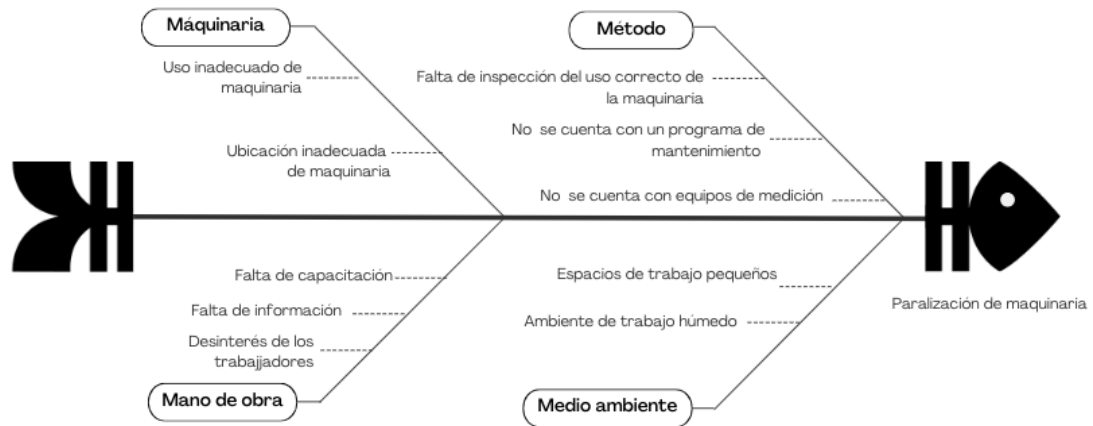 Máquinaria
Uso inadecuado de
maquinaria
Ubicación inadecuada
de maquinaria
Método
Falta de inspección del uso correcto de
la maquinaria
No se cuenta con un programa de
mantenimiento
No se cuenta con equipos de medición
Falta de capacitación
Falta de información
Desinterés de los
trabajjadores
Mano de obra
Espacios de trabajo pequeños
Ambiente de trabajo húmedo
Medio ambiente
Paralización de maquinaria